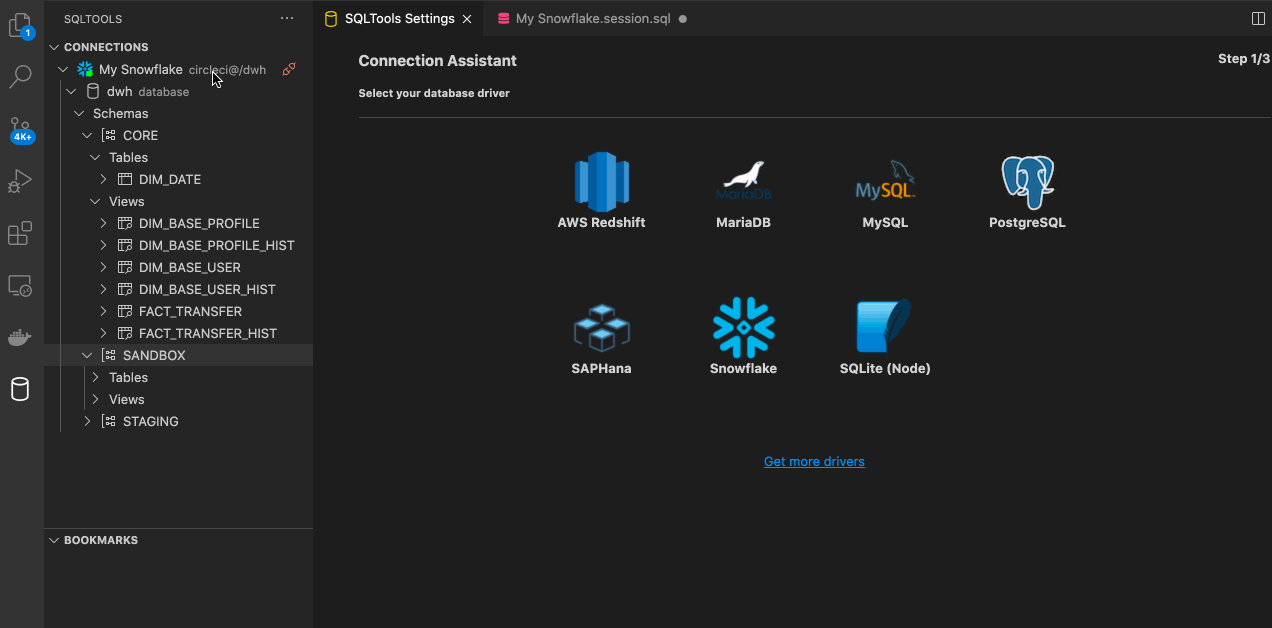 SQLTOOLS
CONNECTIONS
My Snowflake circleci@/dwh
dwh database
Schemas
CORE
Tables
DIM_DATE
Views
DIM_BASE_PROFILE
DIM_BASE_PROFILE_HIST
DIM_BASE_USER
DIM_BASE_USER_HIST
FACT_TRANSFER
FACT_TRANSFER_HIST
SANDBOX
Tables
Views
STAGING
BOOKMARKS
1
4K+
SQLTools Settings
My Snowflake.session.sql
Connection Assistant
Step 1/3
Select your database driver
AWS Redshift
MariaDB
MariaDB
MySQL
MySQL
PostgreSQL
SAPHana
Snowflake
SQLite (Node)
Get more drivers